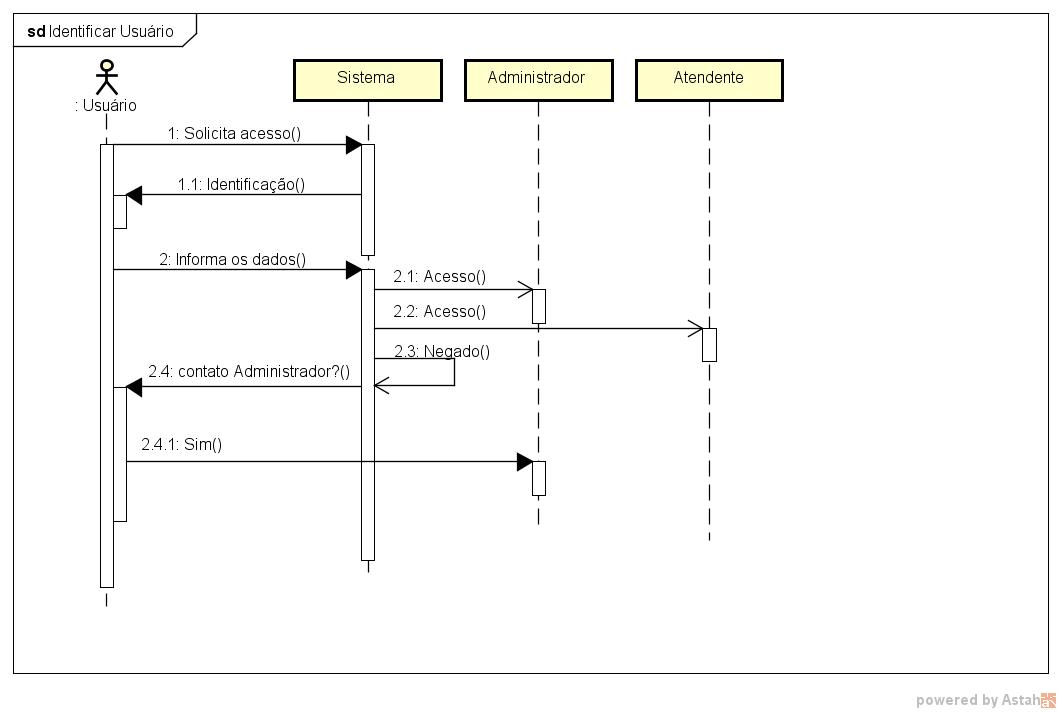 sd Identificar Usuário
: Usuário
Sistema
Administrador
Atendente
1: Solicita acesso()
1.1: Identificação()
2: Informa os dados()
2.1: Acesso()
2.2: Acesso()
2.3: Negado()
2.4: contato Administrador?()
2.4.1: Sim()
powered by Astah